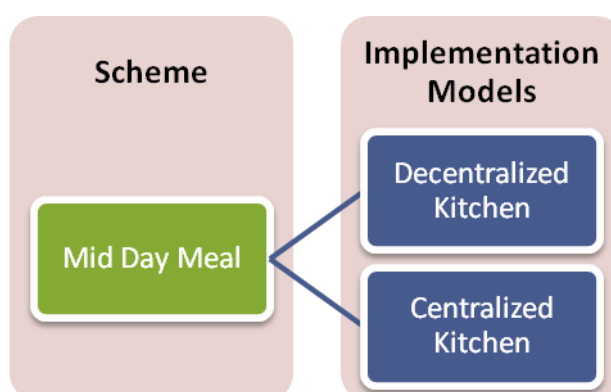 Scheme
Mid Day Meal
Implementation
Models
Decentralized
Kitchen
Centralized
Kitchen